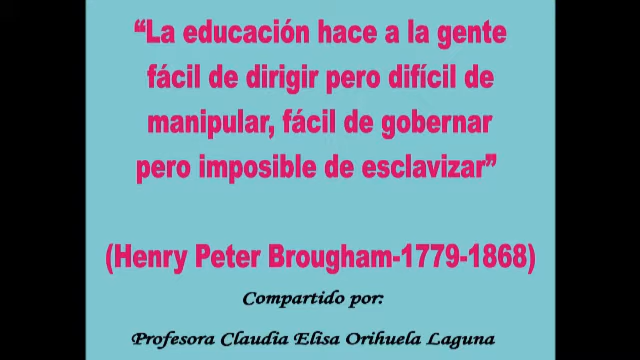 “La educación hace a la gente
fácil de dirigir pero difícil de
manipular, fácil de gobernar
pero imposible de esclavizar”
(Henry Peter Brougham-1779-1868)
Compartido por:
Profesora Claudia Elisa Orihuela Laguna